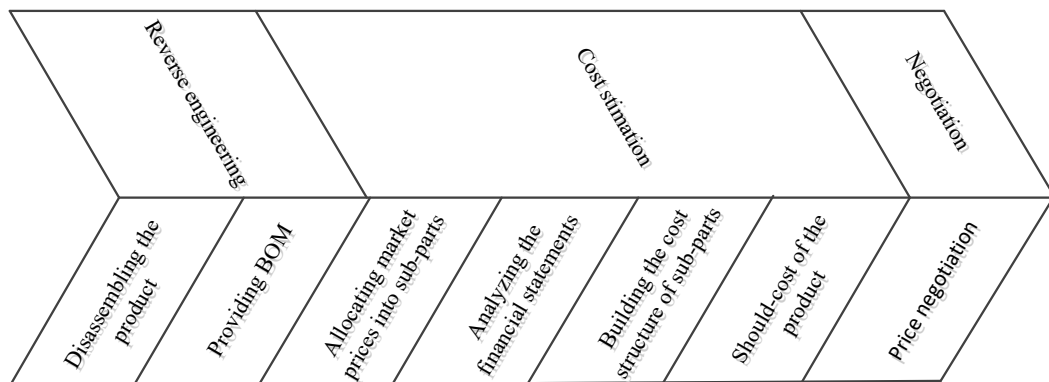 Reverse engineering
Cost stimation
Negotiation
Disassembling the
product
Providing BOM
Allocating market
prices into sub-parts
Analyzing the
financial statements
Building the cost
structure of sub-parts
Should-cost of the
product
Price negotiation